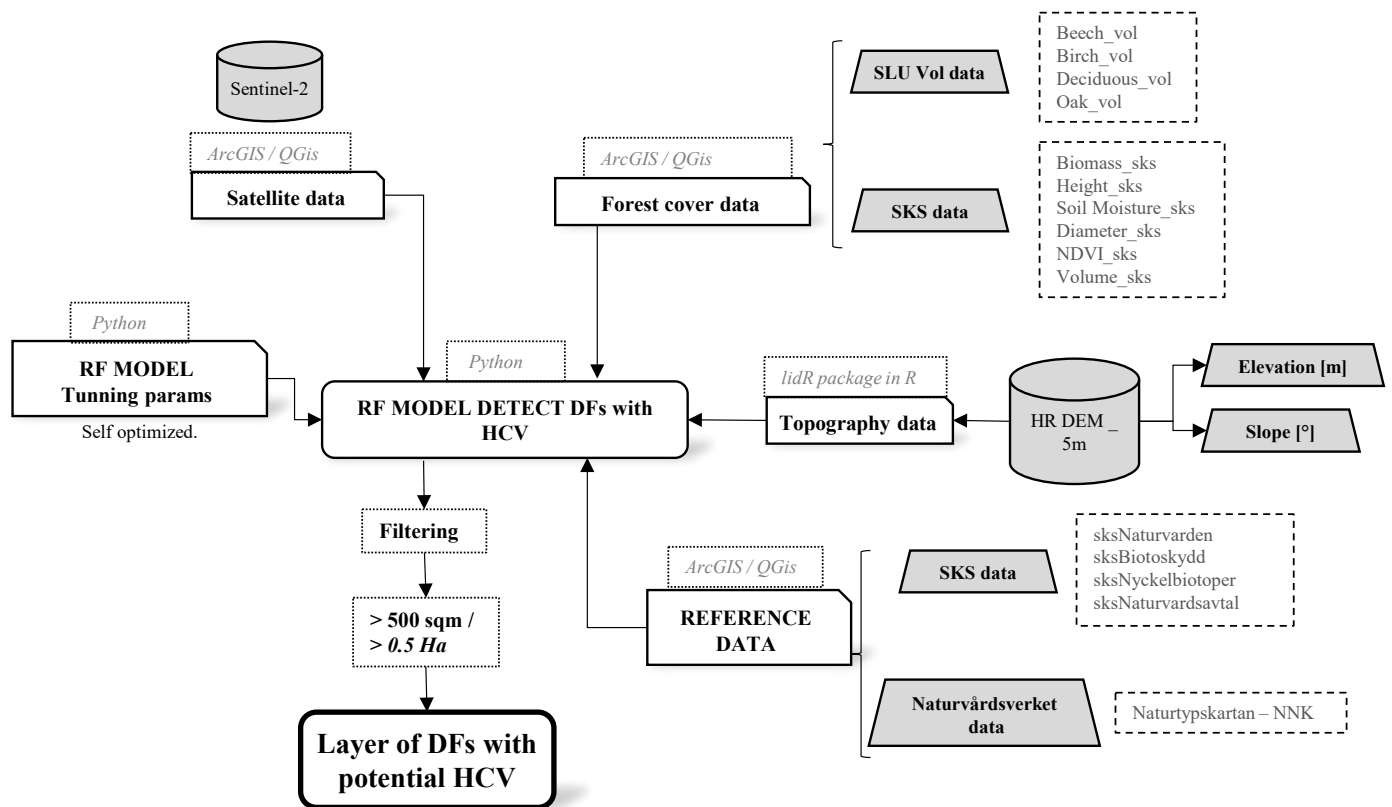 Sentinel-2
ArcGIS / QGis
Satellite data
ArcGIS / QGis
Forest cover data
SLU Vol data
Beech_vol
Birch_vol
Deciduous_vol
Oak_vol
SKS data
Biomass_sks
Height_sks
Soil Moisture_sks
Diameter_sks
NDVI_sks
Volume_sks
Python
RF MODEL
Tunning params
Self optimized.
Python
RF MODEL DETECT DFs with
HCV
lidR package in R
Topography data
HR DEM _
5m
Elevation [m]
Slope [°]
Filtering
> 500 sqm /
> 0.5 Ha
Layer of DFs with
potential HCV
ArcGIS / QGis
REFERENCE
DATA
SKS data
sksNaturvarden
sksBiotoskydd
sksNyckelbiotoper
sksNaturvardsavtal
Naturvårdsverket
data
Naturtypskartan – NNK